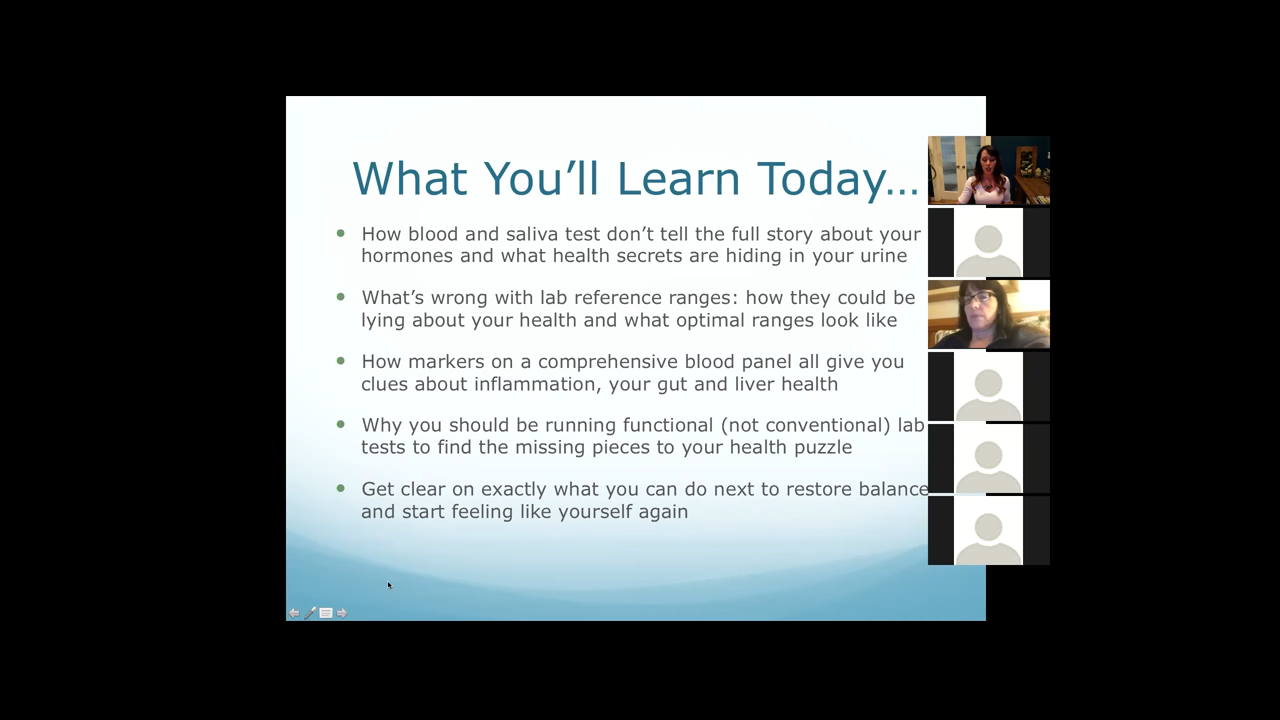 What You’ll Learn Today…
How blood and saliva test don’t tell the full story about your
hormones and what health secrets are hiding in your urine
What’s wrong with lab reference ranges: how they could be
lying about your health and what optimal ranges look like
How markers on a comprehensive blood panel all give you
clues about inflammation, your gut and liver health
Why you should be running functional (not conventional) lab
tests to find the missing pieces to your health puzzle
Get clear on exactly what you can do next to restore balance
and start feeling like yourself again